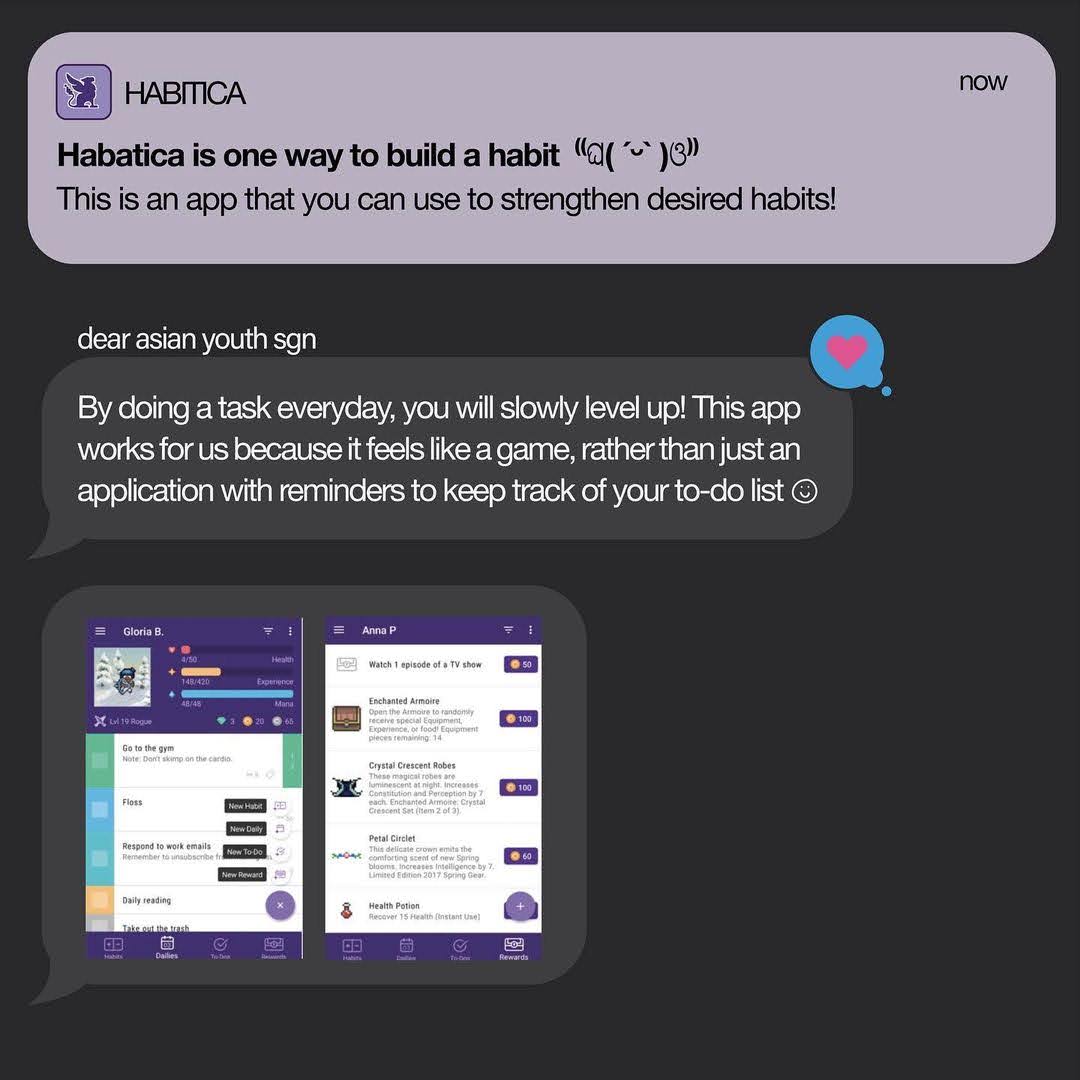 HABITICA
now
Habatica is one way to build a habit
This is an app that you can use to strengthen desired habits!
dear asian youth sgn
By doing a task everyday, you will slowly level up! This app
works for us because it feels like a game, rather than just an
application with reminders to keep track of your to-do list ☺
Gloria B.
4/50 Health
148/420 Experience
48/48 Mana
Lvl 19 Rogue 3 20 65
Go to the gym
Note: Don't skimp on the cardio.
Floss
New Habit
New Daily
Respond to work emails
Remember to unsubscribe
New To-Do
New Reward
Daily reading
Take out the trash
Habits Dailies To-Dos Rewards
Anna P
Watch 1 episode of a TV show 50
Enchanted Armoire
Open the Armoire to randomly
receive special Equipment,
Experience, or food! Equipment
pieces remaining: 14
100
Crystal Crescent Robes
These magical robes are
luminescent at night. Increases
Constitution and Perception by 7
each. Enchanted Armoire: Crystal
Crescent Set (Item 2 of 3).
100
Petal Circlet
This delicate crown emits the
comforting scent of new Spring
blooms. Increases Intelligence by 7.
Limited Edition 2017 Spring Gear.
60
Health Potion
Recover 15 Health (Instant Use)
Habits Dailies To-Dos Rewards